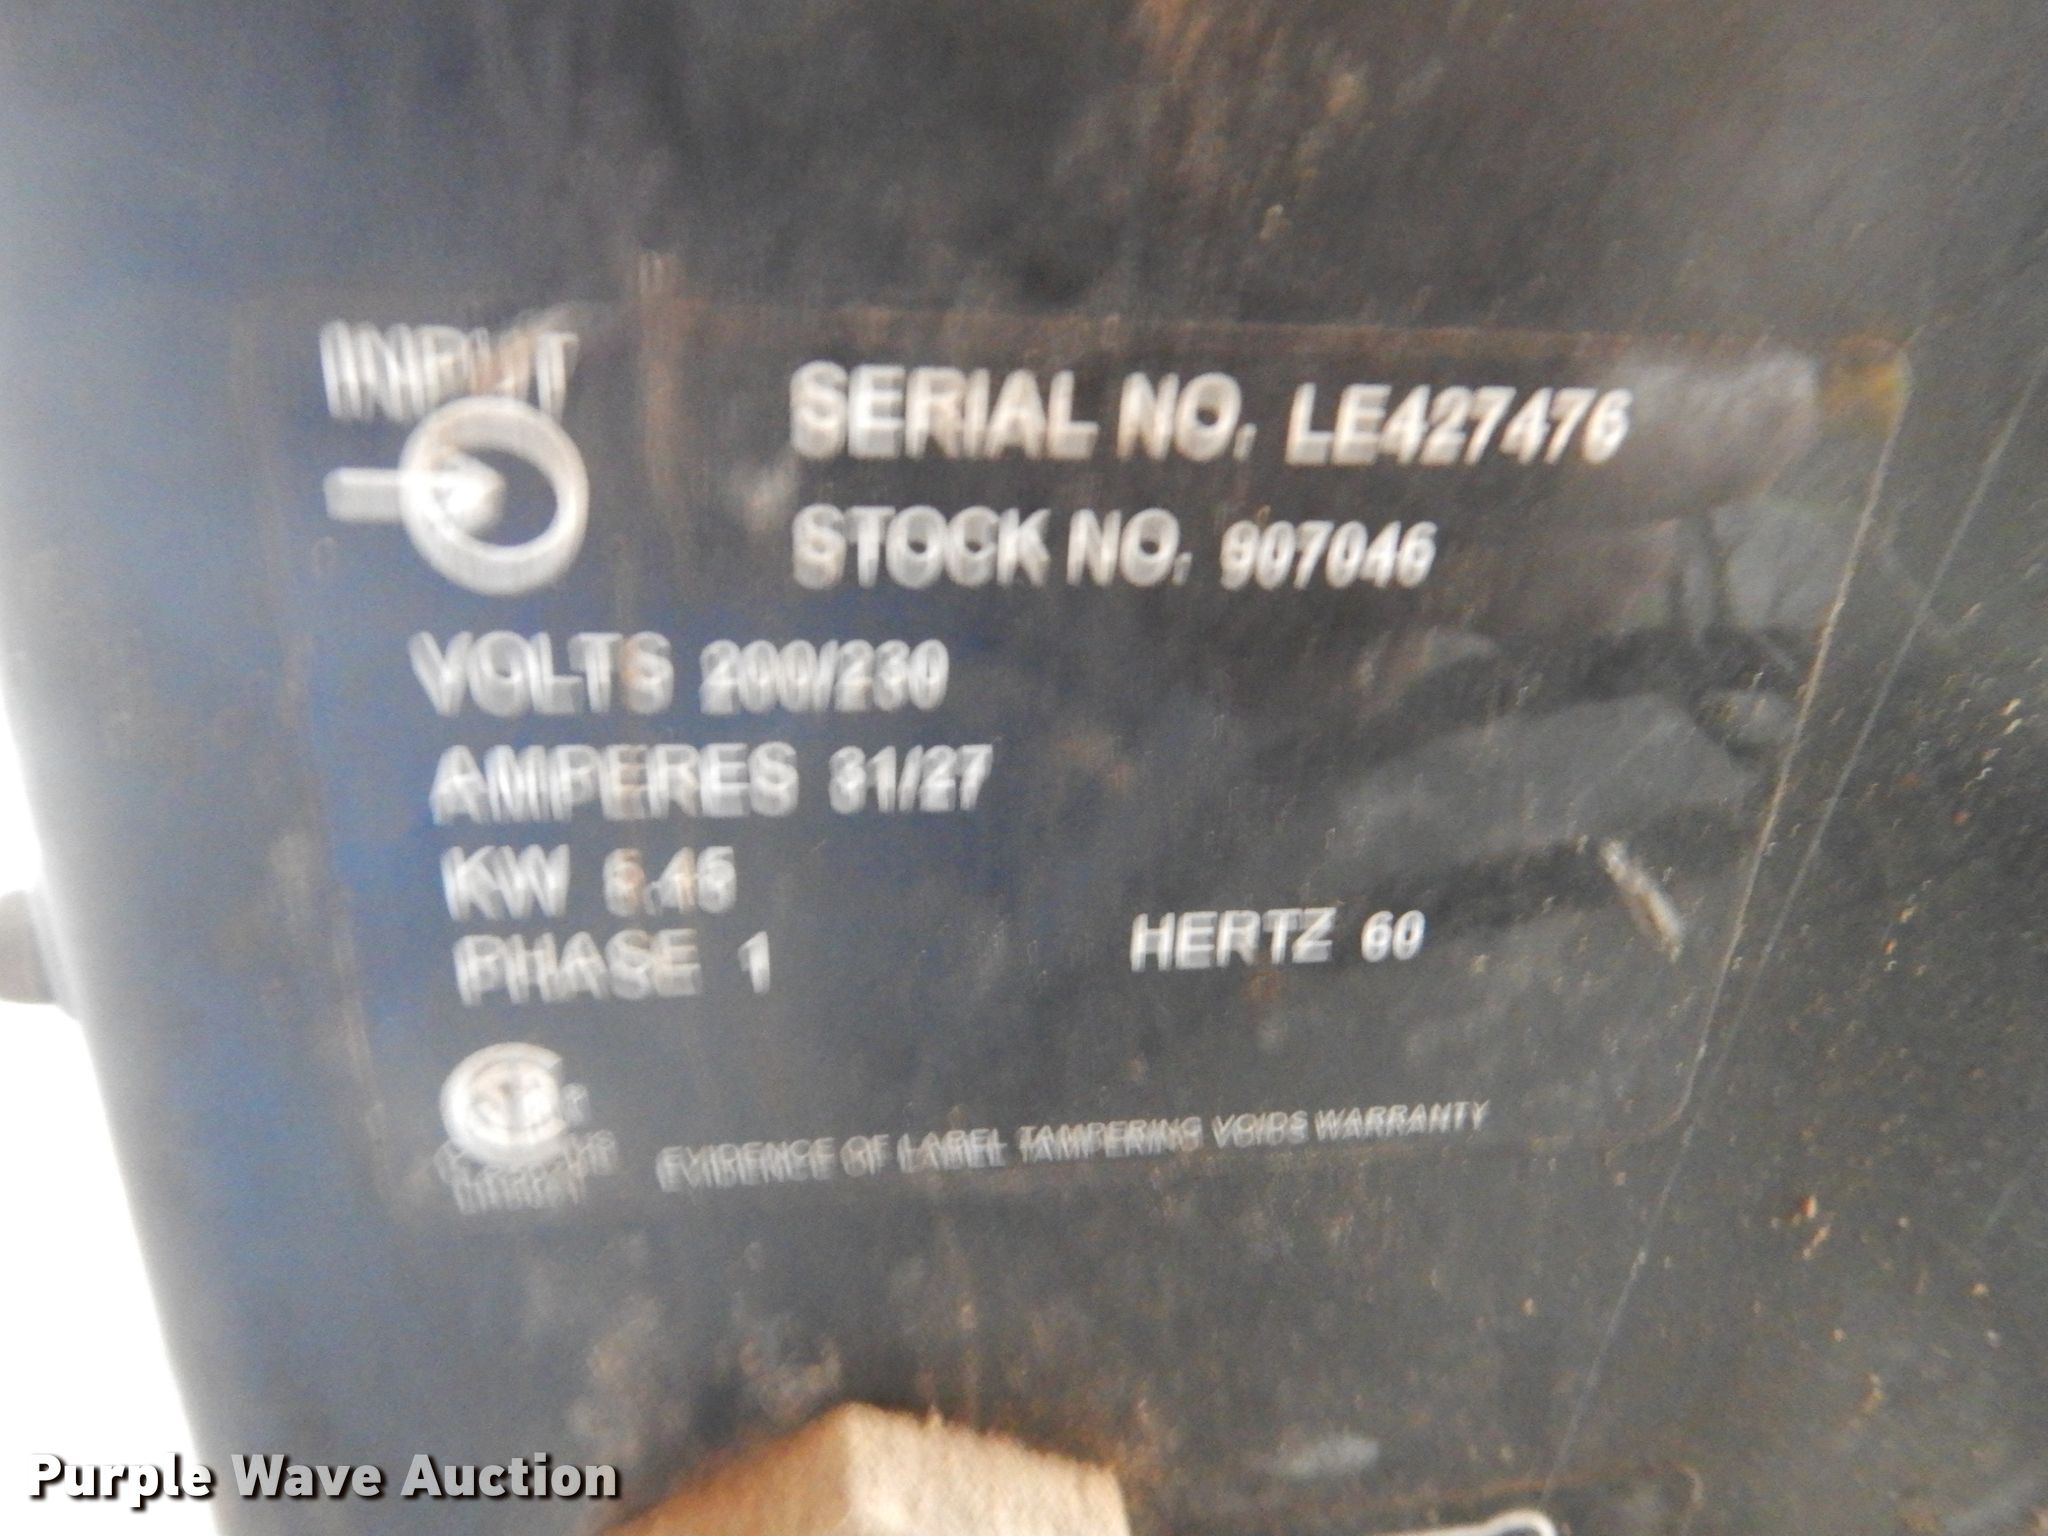 INPUT
SERIAL NO. LE427476
STOCK NO. 907046
VOLTS 200/230
AMPERES 31/27
KW 5.45
PHASE 1
HERTZ 60
EVIDENCE OF LABEL TAMPERING VOIDS WARRANTY
Purple Wave Auction